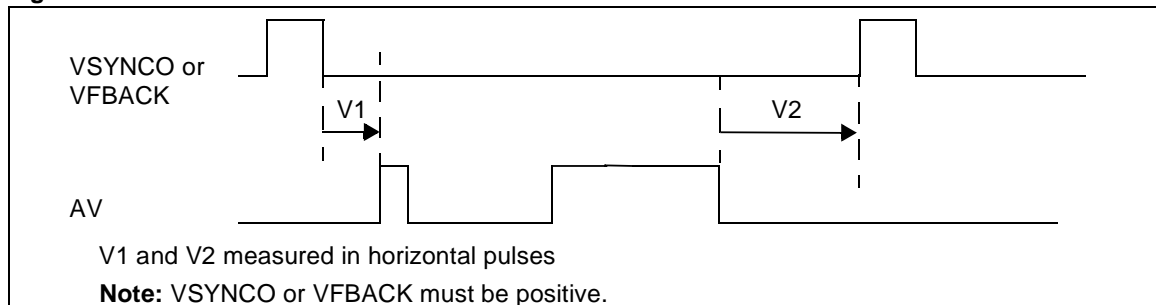 VSYNCO or
VFBACK
V1
V2
AV
V1 and V2 measured in horizontal pulses
Note: VSYNCO or VFBACK must be positive.